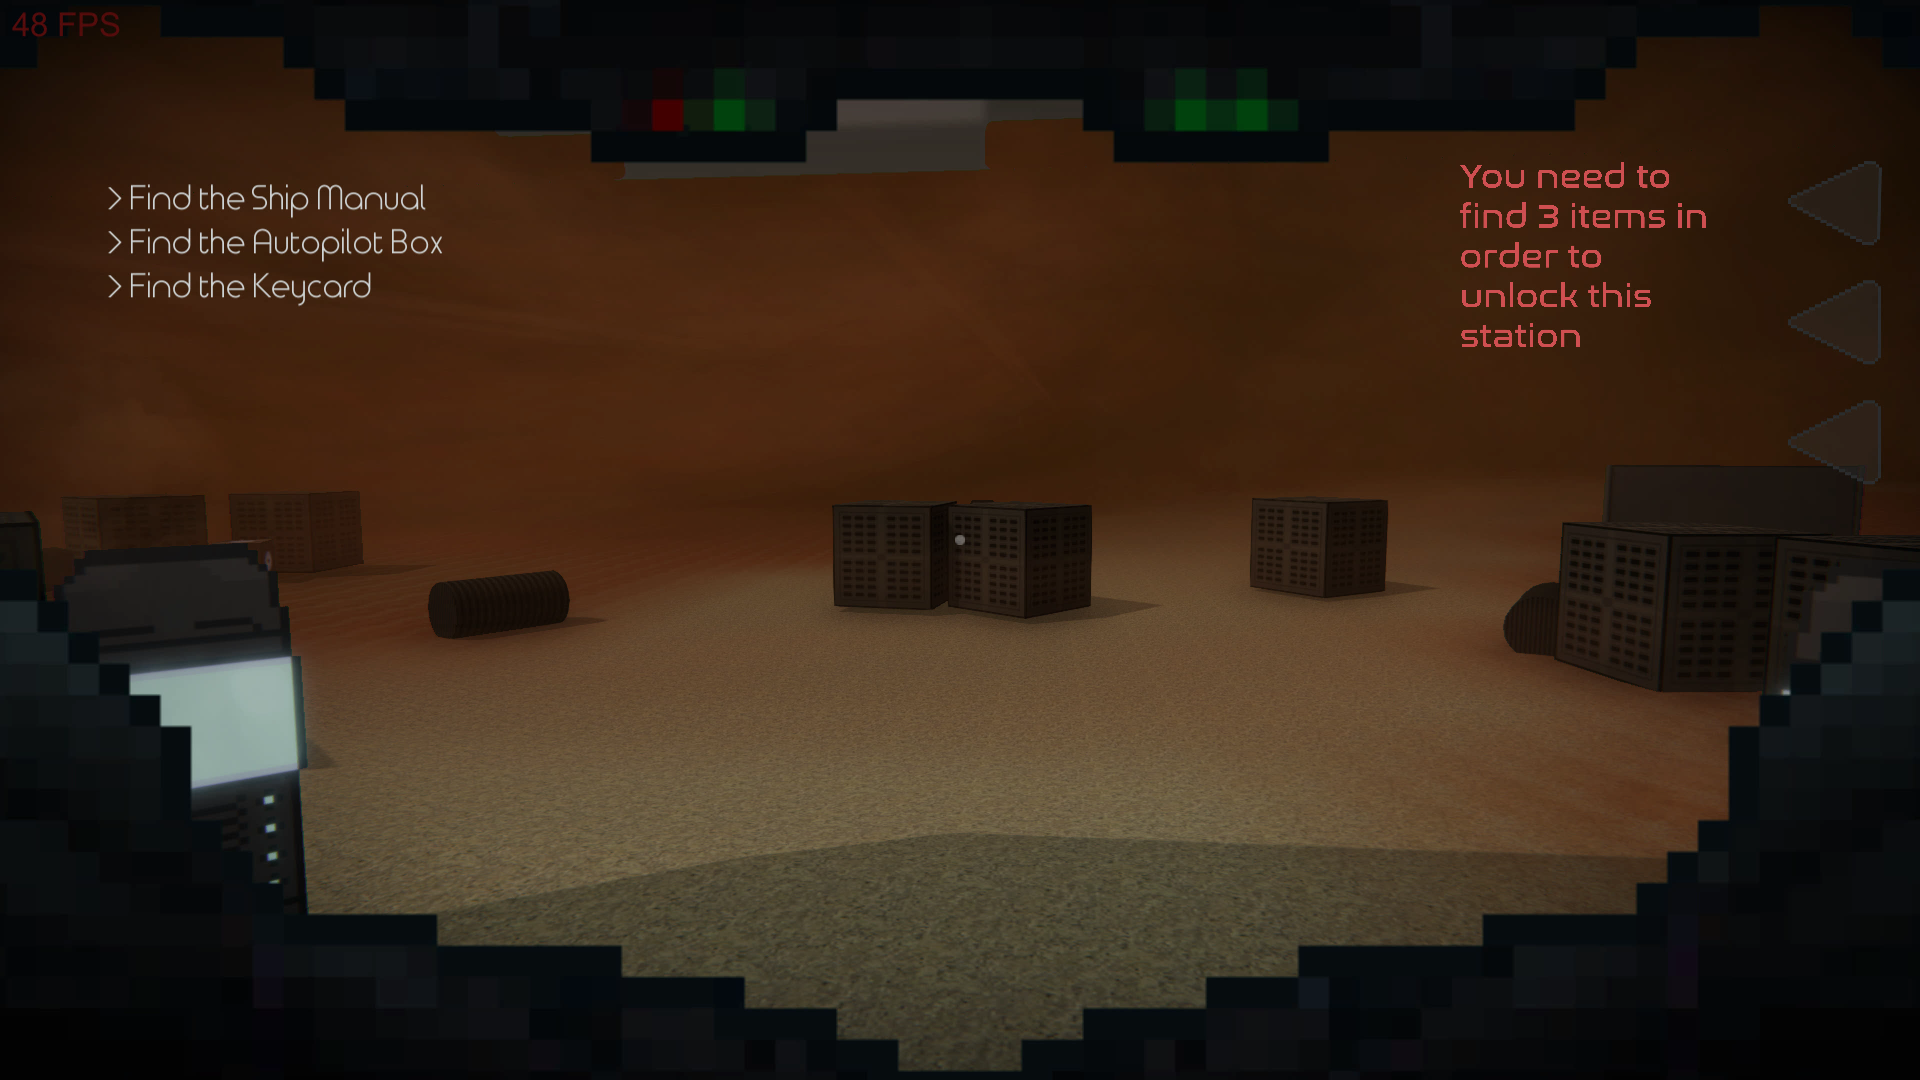 48 FPS
> Find the Ship Manual
> Find the Autopilot Box
> Find the Keycard
You need to
find 3 items in
order to
unlock this
station